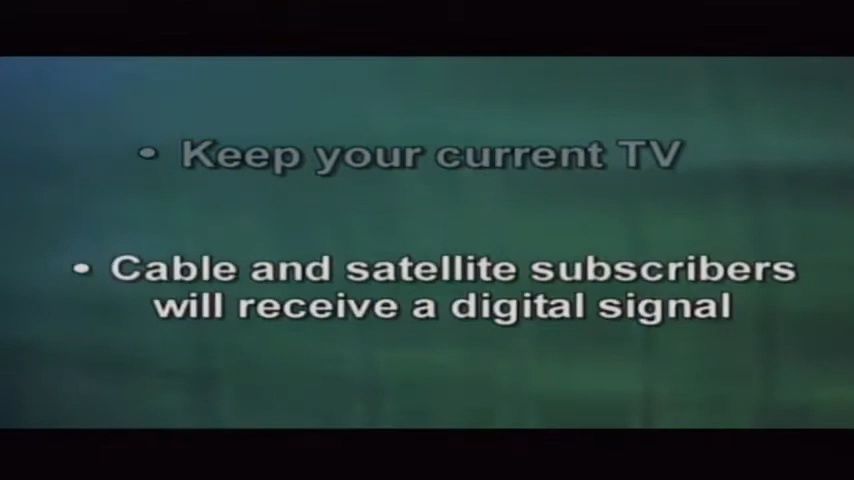 • Keep your current TV
• Cable and satellite subscribers
will receive a digital signal